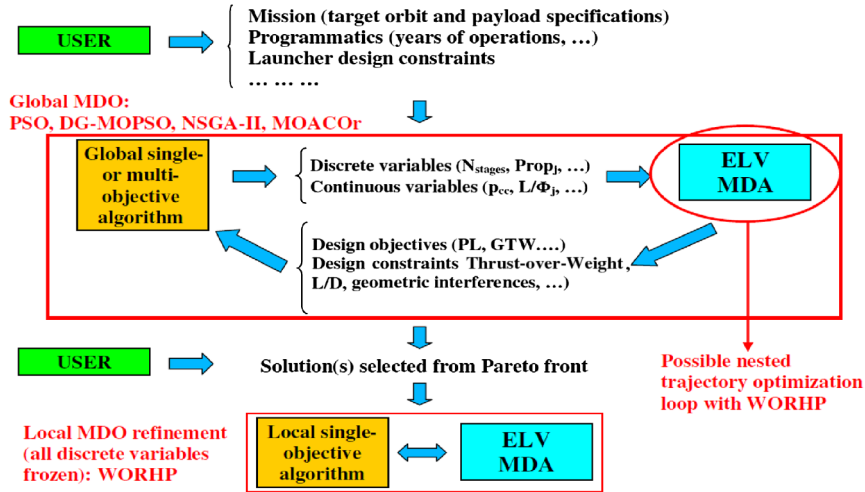 USER
Mission (target orbit and payload specifications)
Programmatics (years of operations, …)
Launcher design constraints
… … …
Global MDO:
PSO, DG-MOPSO, NSGA-II, MOACOr
Global single-
or multi-
objective
algorithm
Discrete variables (Nstages, Propj, …)
Continuous variables (pcc, L/Φj, …)
ELV
MDA
Design objectives (PL, GTW….)
Design constraints Thrust-over-Weight ,
L/D, geometric interferences, …)
USER
Solution(s) selected from Pareto front
Possible nested
trajectory optimization
loop with WORHP
Local MDO refinement
(all discrete variables
frozen): WORHP
Local single-
objective
algorithm
ELV
MDA